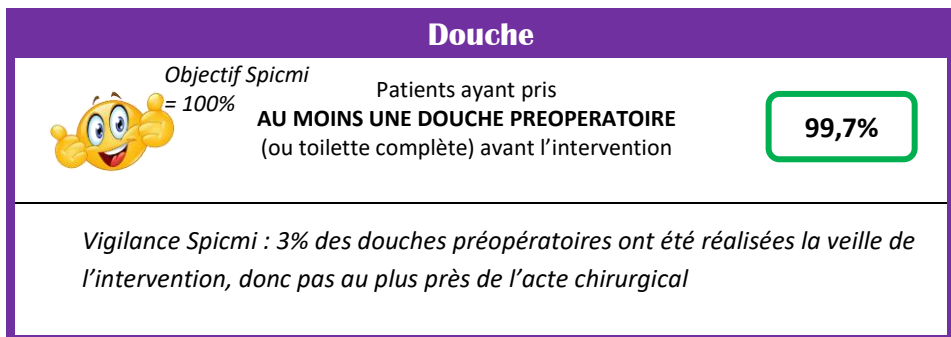 Douche
Objectif Spicmi
= 100%
Patients ayant pris
AU MOINS UNE DOUCHE PREOPERATOIRE
(ou toilette complète) avant l'intervention
99,7%
Vigilance Spicmi : 3% des douches préopératoires ont été réalisées la veille de
l'intervention, donc pas au plus près de l'acte chirurgical